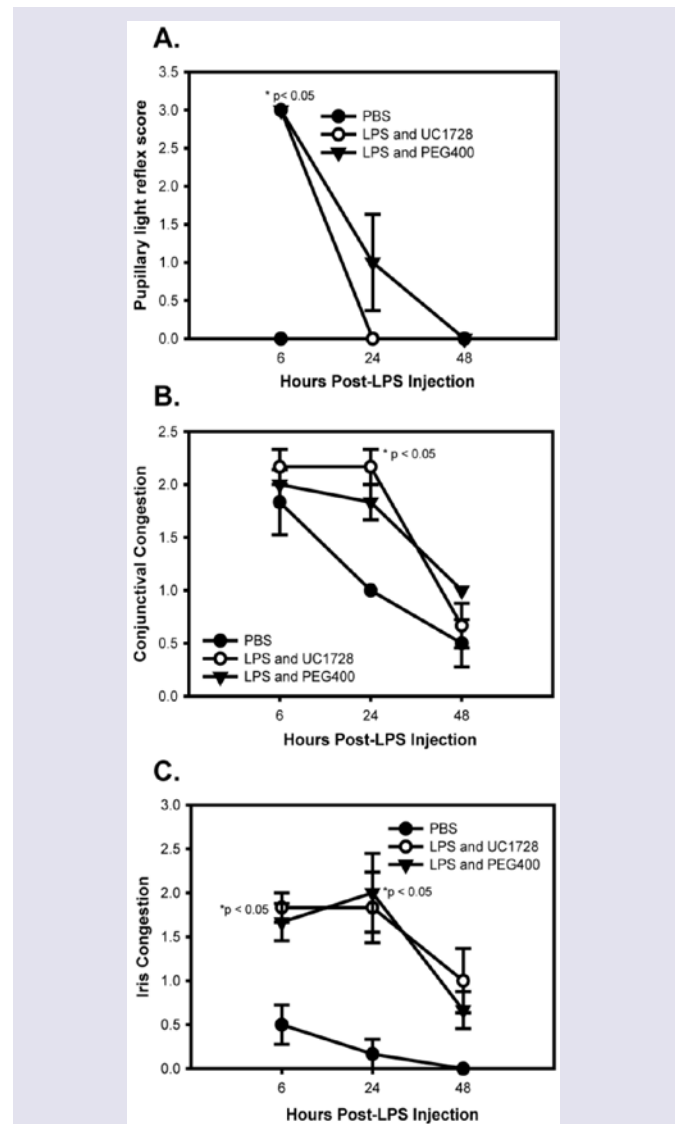 A.
3.5
* p< 0.05
3.0
PBS
LPS and UC1728
LPS and PEG400
2.5
2.0
1.5
1.0
0.5
0.0
Pupillary light reflex score
6 24 48
Hours Post-LPS Injection
B.
2.5
* p < 0.05
2.0
1.5
1.0
0.5
0.0
Conjunctival Congestion
PBS
LPS and UC1728
LPS and PEG400
6 24 48
Hours Post-LPS Injection
C.
3.0
PBS
LPS and UC1728
LPS and PEG400
2.5
2.0
*p < 0.05
*p < 0.05
1.5
1.0
0.5
0.0
Iris Congestion
6 24 48
Hours Post-LPS Injection